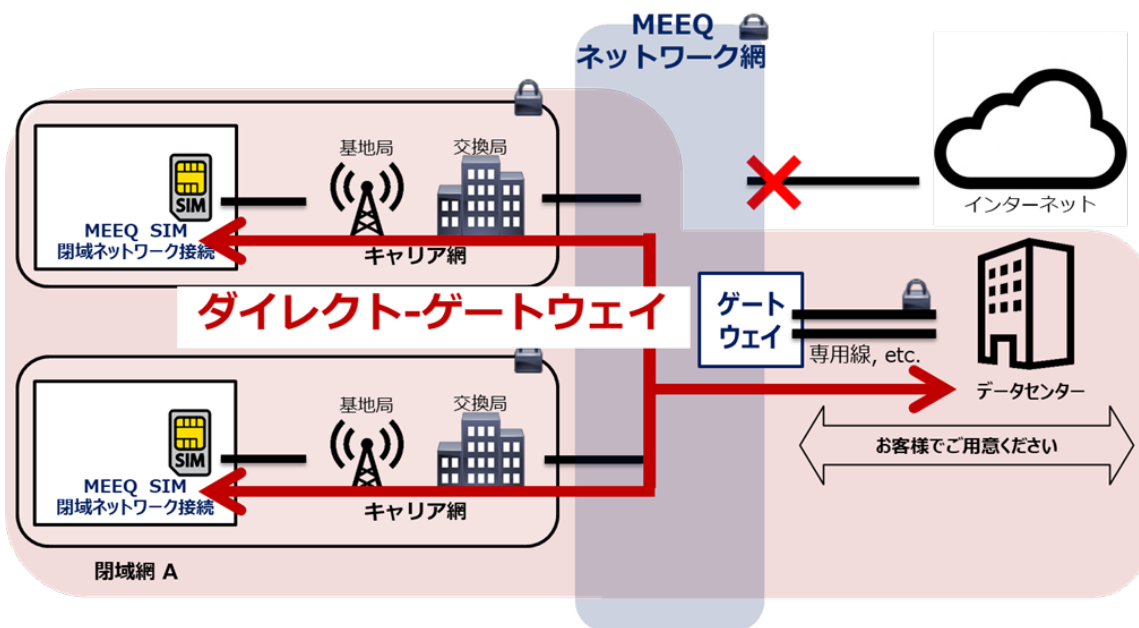 MEEQ
ネットワーク網
基地局
交換局
SIM
MEEQ SIM
閉域ネットワーク接続
キャリア網
インターネット
ダイレクト-ゲートウェイ
ゲート
ウェイ
専用線, etc.
データセンター
基地局
交換局
SIM
MEEQ SIM
閉域ネットワーク接続
キャリア網
お客様でご用意ください
閉域網 A